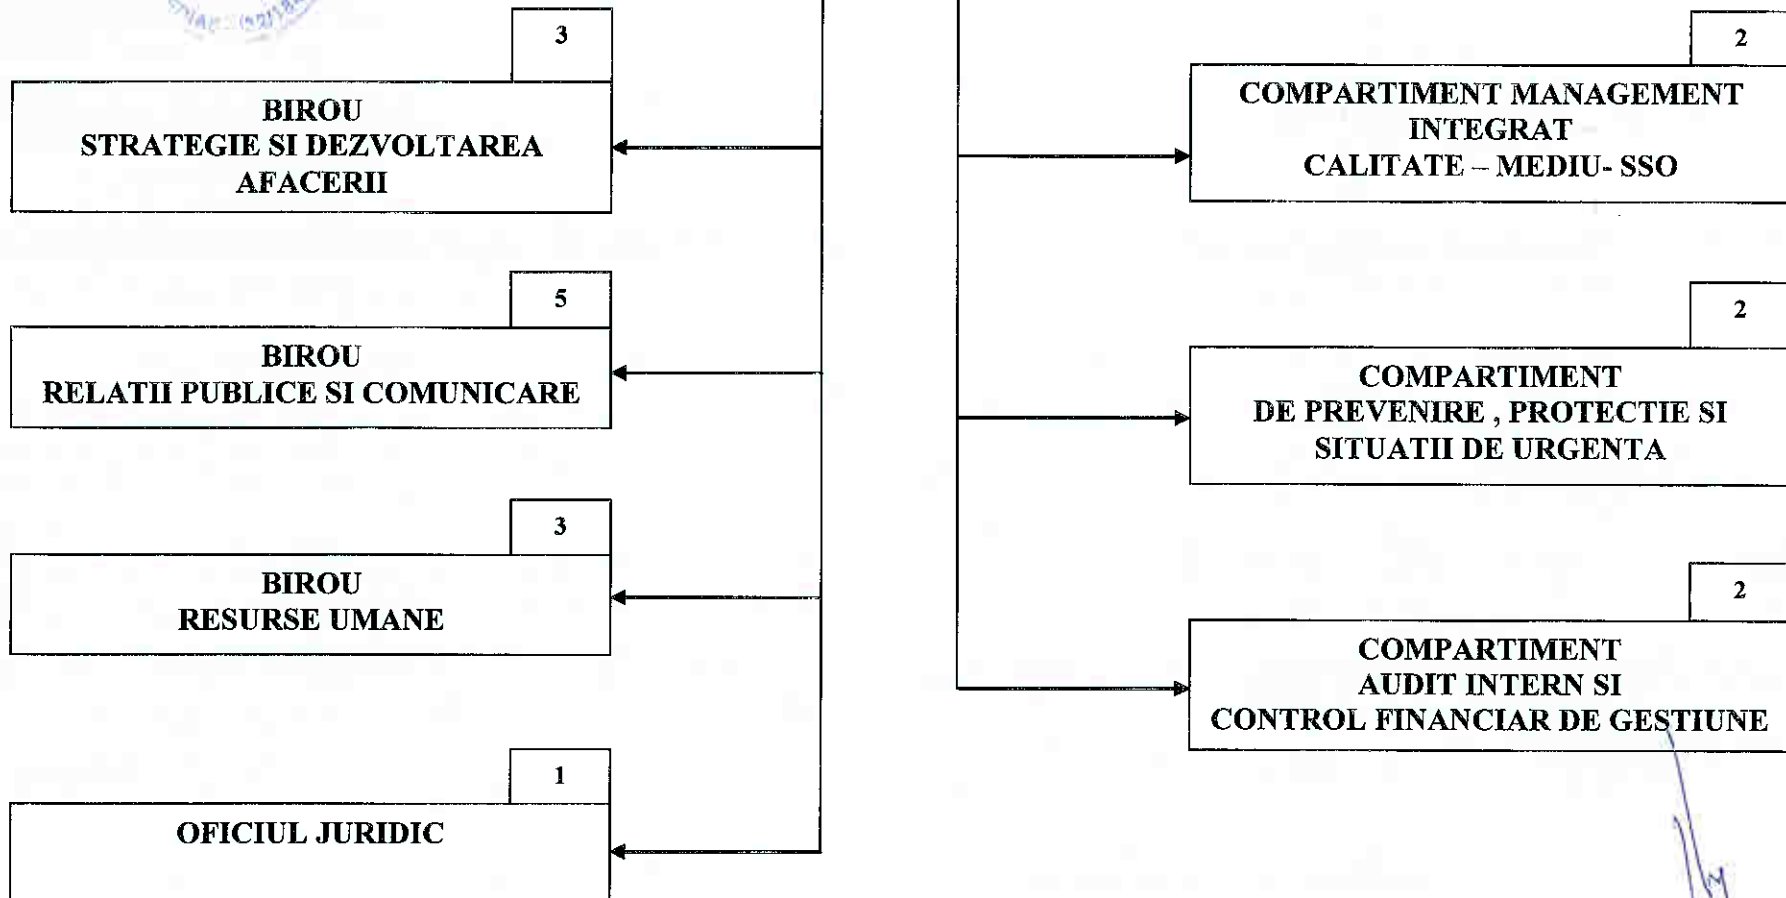 3
BIROU
STRATEGIE SI DEZVOLTAREA
AFACERII
5
BIROU
RELATII PUBLICE SI COMUNICARE
3
BIROU
RESURSE UMANE
1
OFICIUL JURIDIC
2
COMPARTIMENT MANAGEMENT
INTEGRAT
CALITATE – MEDIU- SSO
2
COMPARTIMENT
DE PREVENIRE , PROTECTIE SI
SITUATII DE URGENTA
2
COMPARTIMENT
AUDIT INTERN SI
CONTROL FINANCIAR DE GESTIUNE